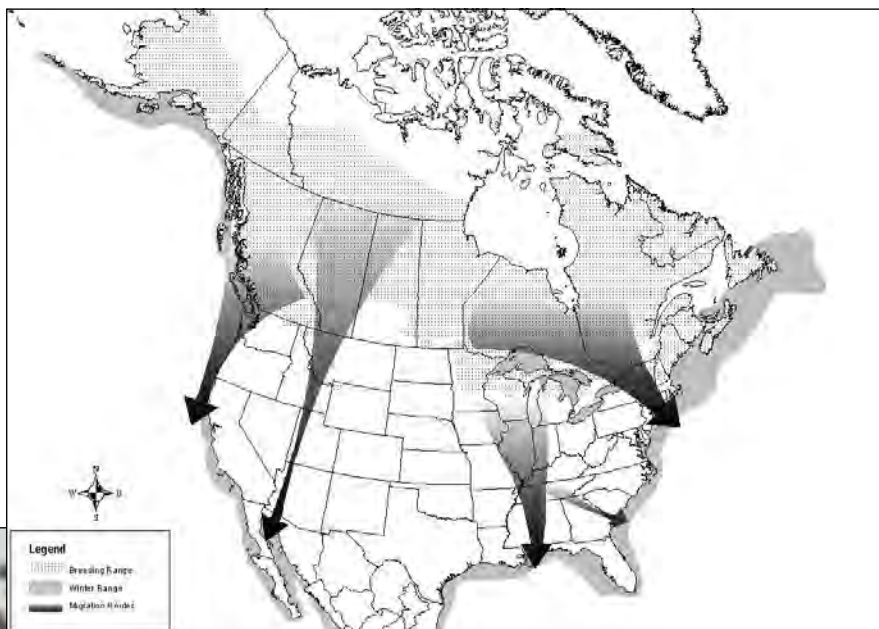 N
W B
S
Legend
Breeding Range
Winter Range
Migration Routes